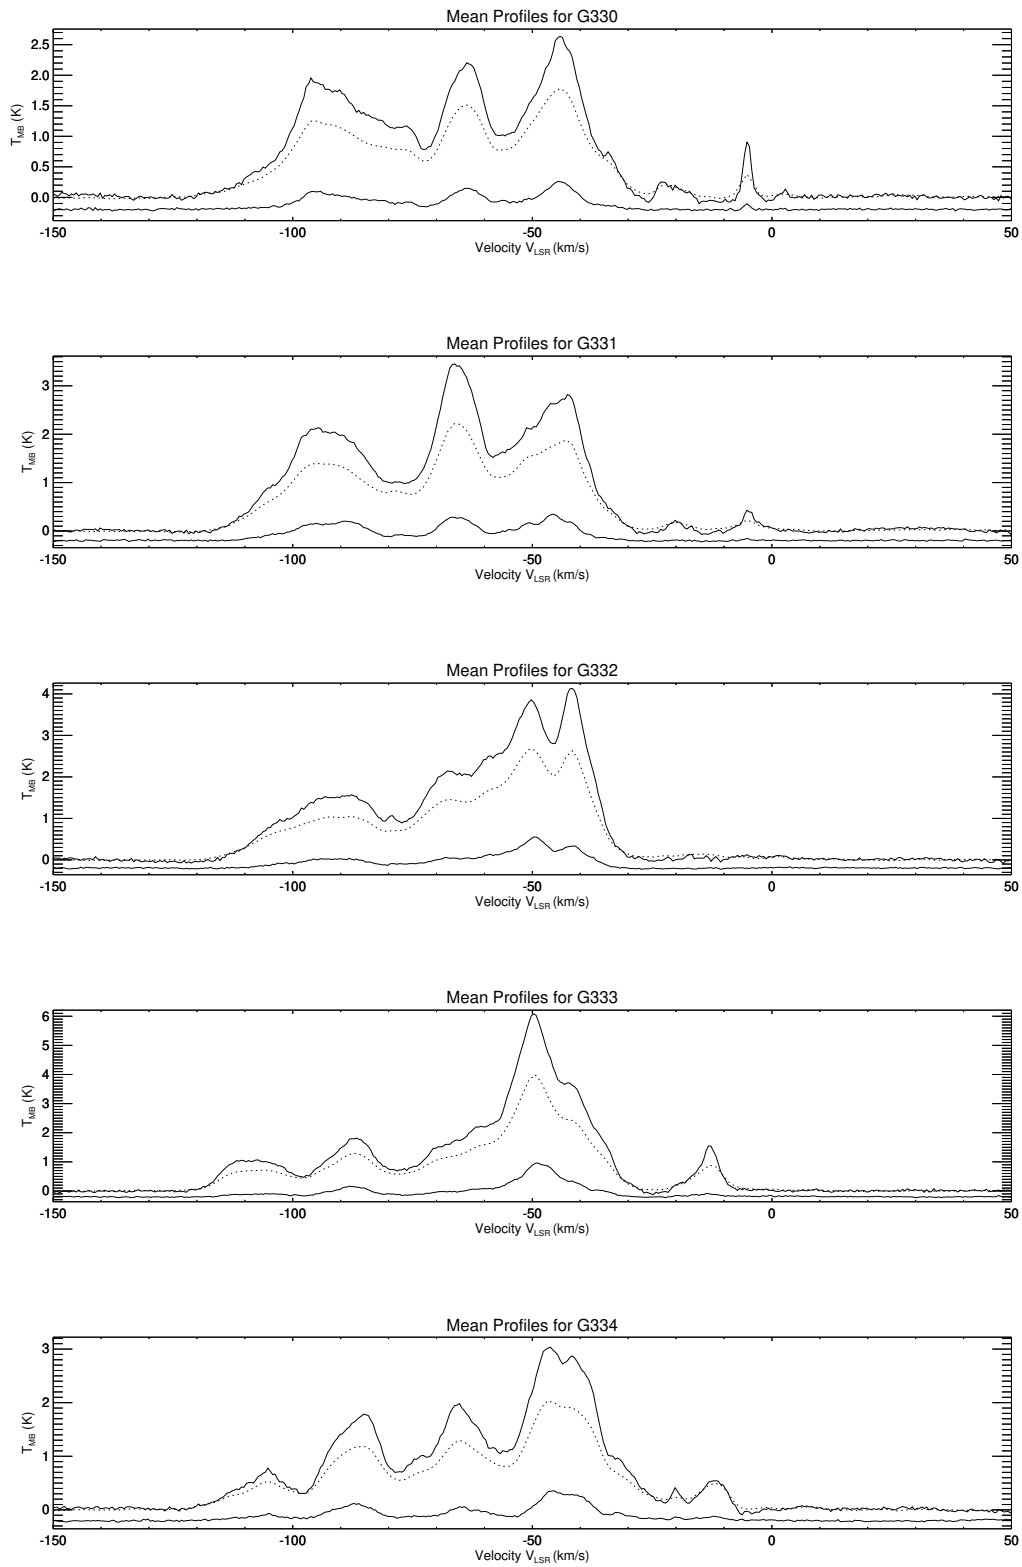 Mean Profiles for G330
T_MB (K)
2.5
2.0
1.5
1.0
0.5
0.0
-150 -100 -50 0 50
Velocity V_LSR (km/s)
Mean Profiles for G331
T_MB (K)
3
2
1
0
-150 -100 -50 0 50
Velocity V_LSR (km/s)
Mean Profiles for G332
T_MB (K)
4
3
2
1
0
-150 -100 -50 0 50
Velocity V_LSR (km/s)
Mean Profiles for G333
T_MB (K)
6
5
4
3
2
1
0
-150 -100 -50 0 50
Velocity V_LSR (km/s)
Mean Profiles for G334
T_MB (K)
3
2
1
0
-150 -100 -50 0 50
Velocity V_LSR (km/s)